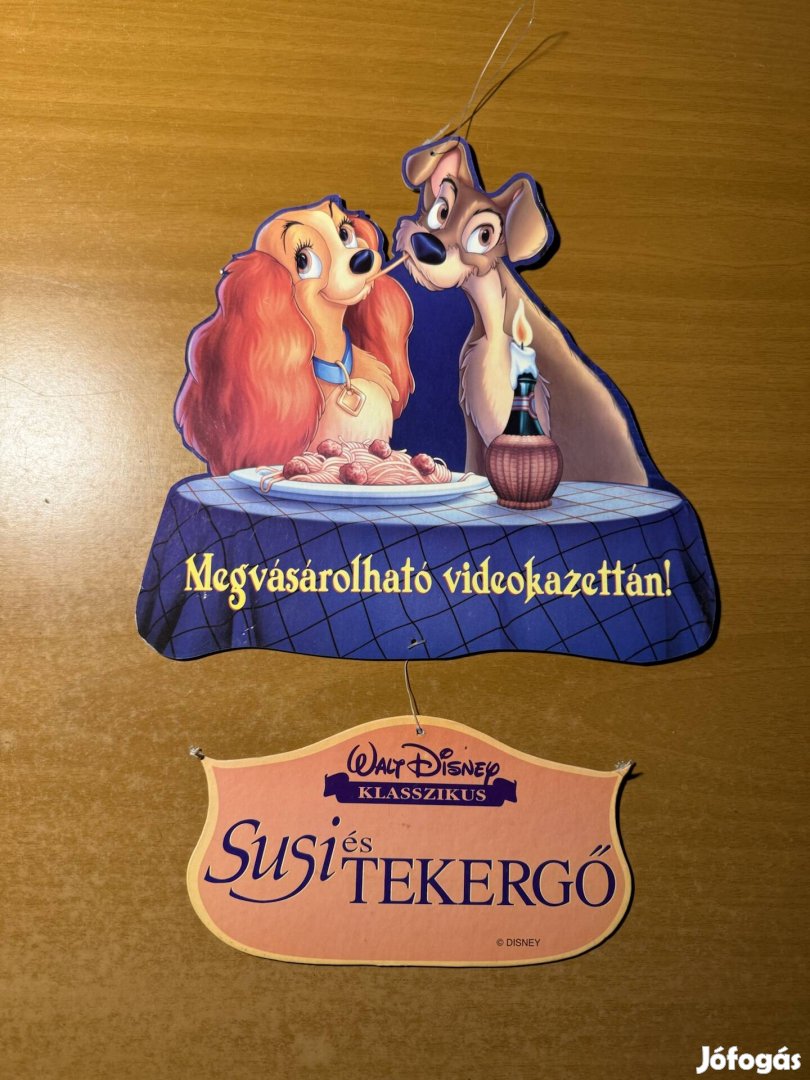 Megvásárolható videokazettán!
Walt Disney
KLASSZIKUS
Susi és TEKERGŐ
© DISNEY
Jófogás